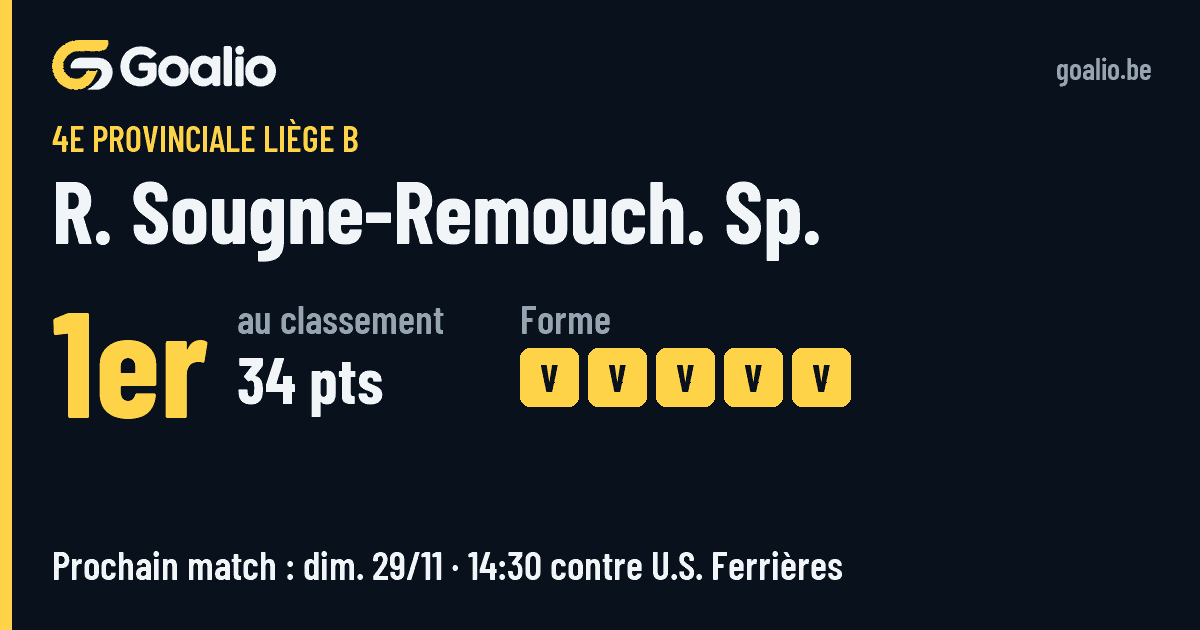 Goalio
goalio.be
4E PROVINCIALE LIÈGE B
R. Sougne-Remouch. Sp.
1er
au classement
34 pts
Forme
V V V V V
Prochain match : dim. 29/11 · 14:30 contre U.S. Ferrières